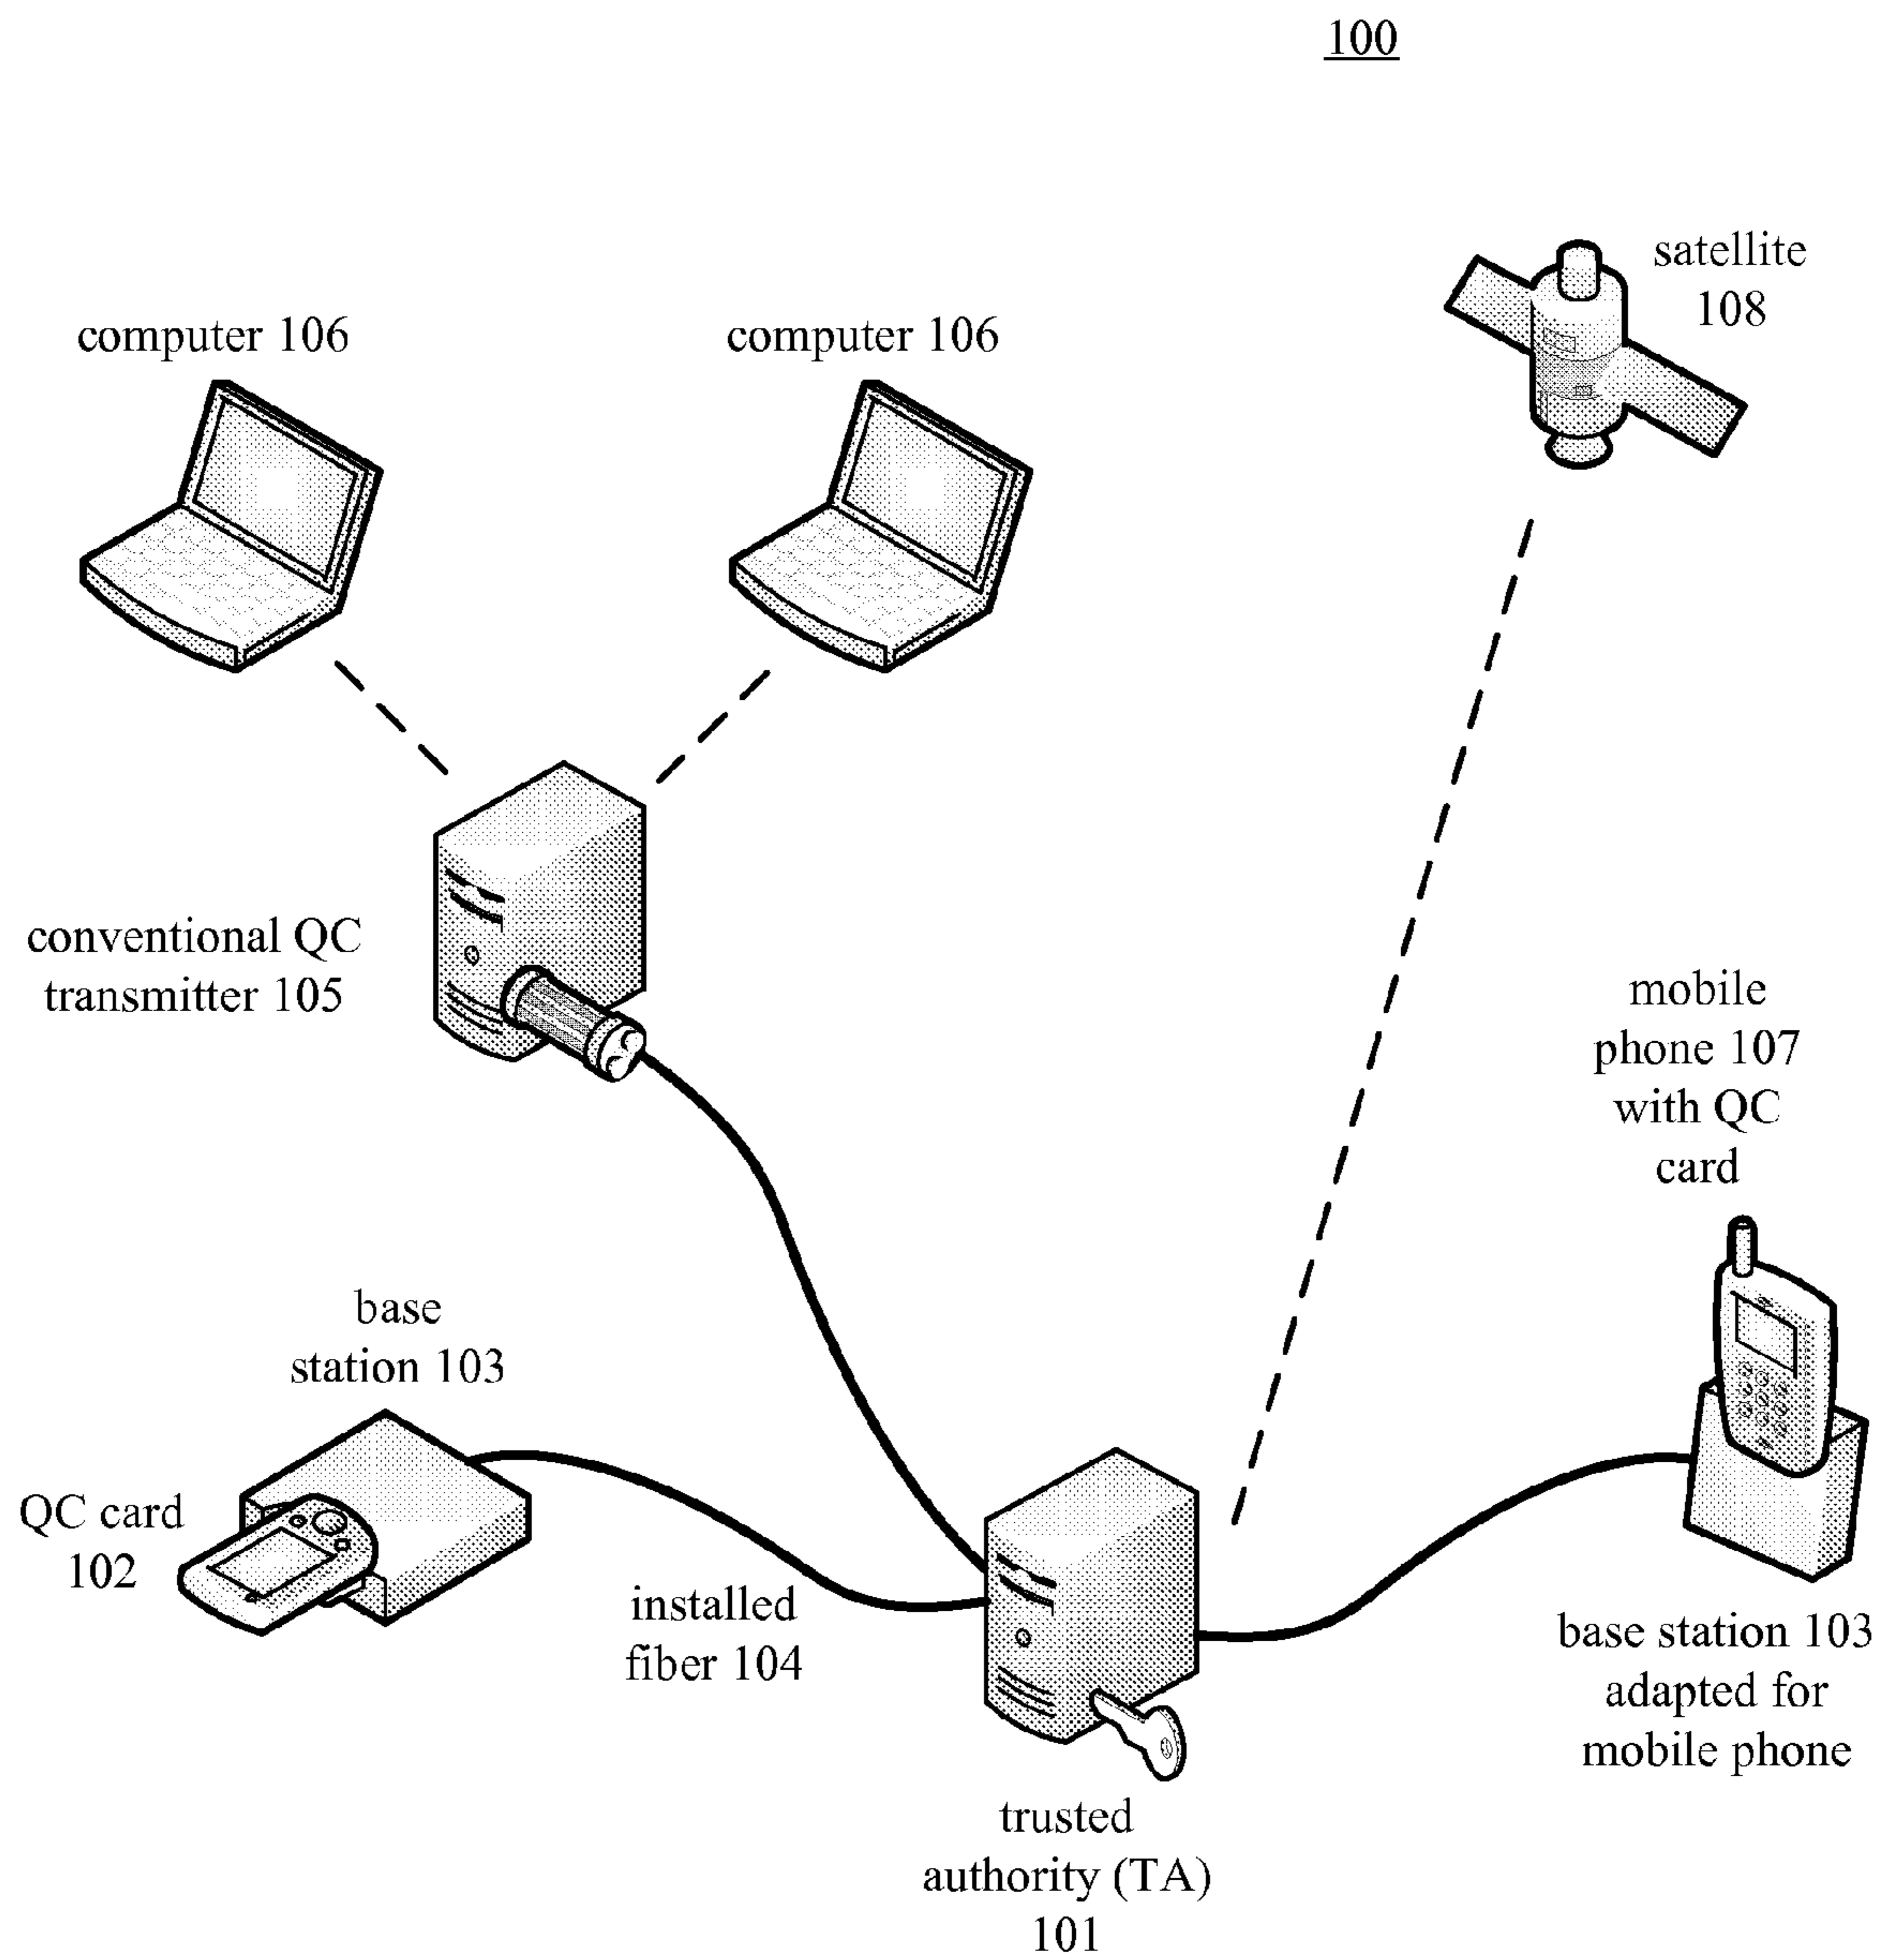 100
satellite
108
computer 106
computer 106
conventional QC
transmitter 105
mobile
phone 107
with QC
card
base
station 103
QC card
102
installed
fiber 104
base station 103
adapted for
mobile phone
trusted
authority (TA)
101